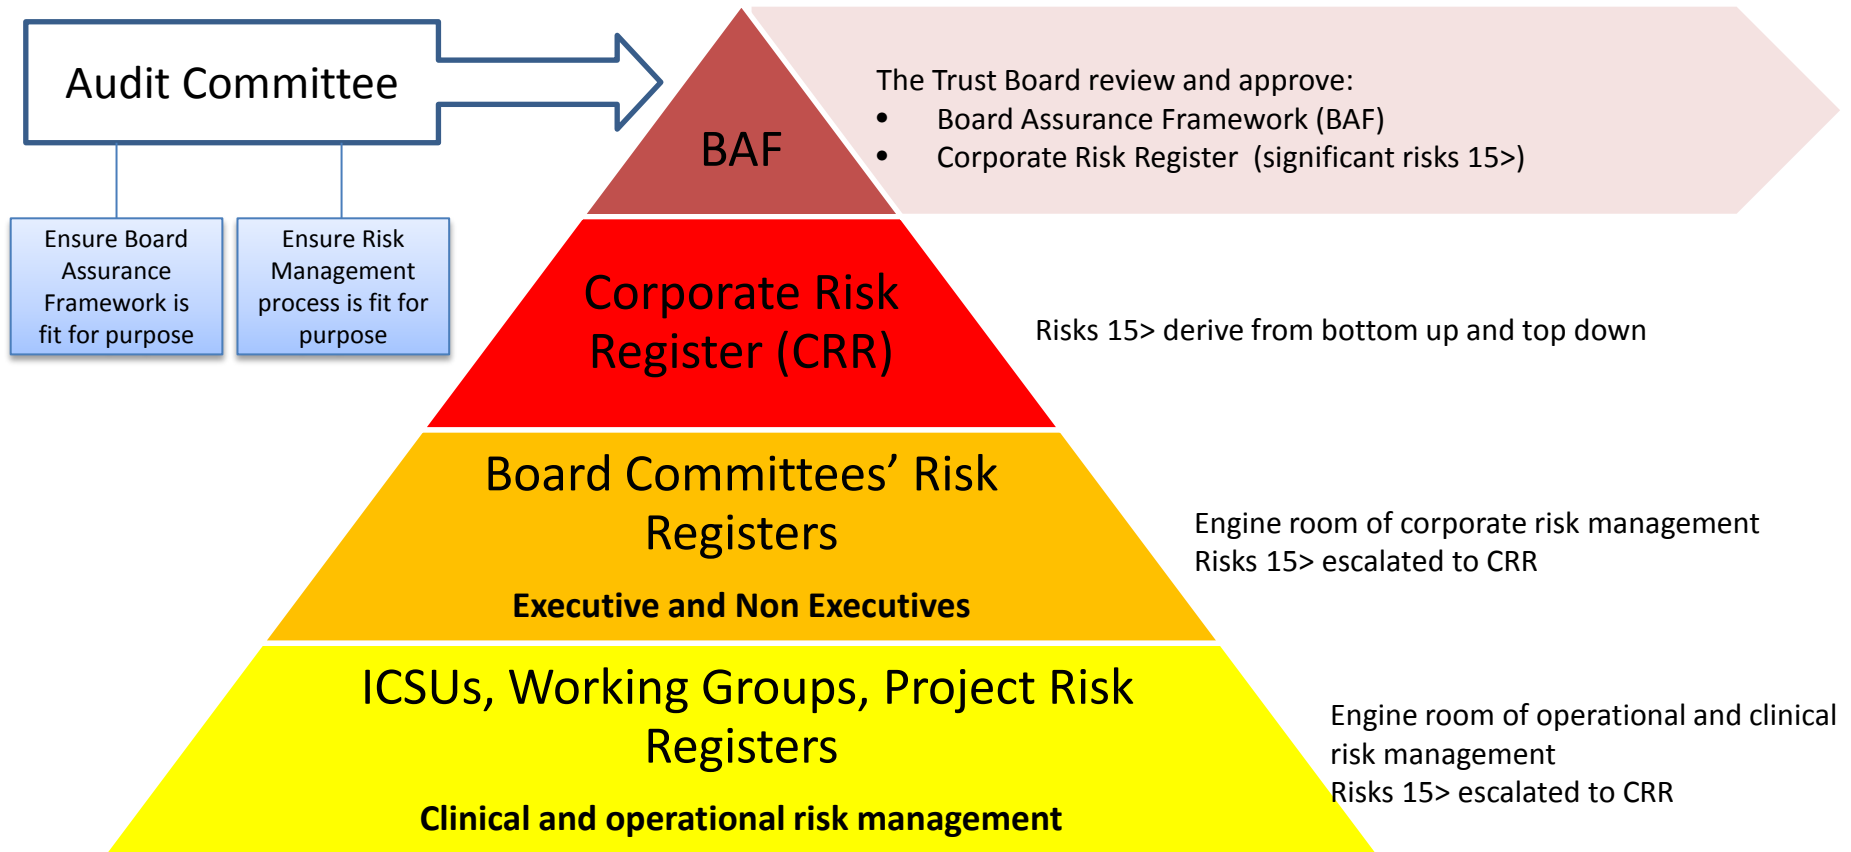 Audit Committee
Ensure Board
Assurance
Framework is
fit for purpose
Ensure Risk
Management
process is fit for
purpose
BAF
The Trust Board review and approve:
• Board Assurance Framework (BAF)
• Corporate Risk Register (significant risks 15>)
Corporate Risk
Register (CRR)
Risks 15> derive from bottom up and top down
Board Committees’ Risk
Registers
Executive and Non Executives
Engine room of corporate risk management
Risks 15> escalated to CRR
ICSUs, Working Groups, Project Risk
Registers
Clinical and operational risk management
Engine room of operational and clinical
risk management
Risks 15> escalated to CRR